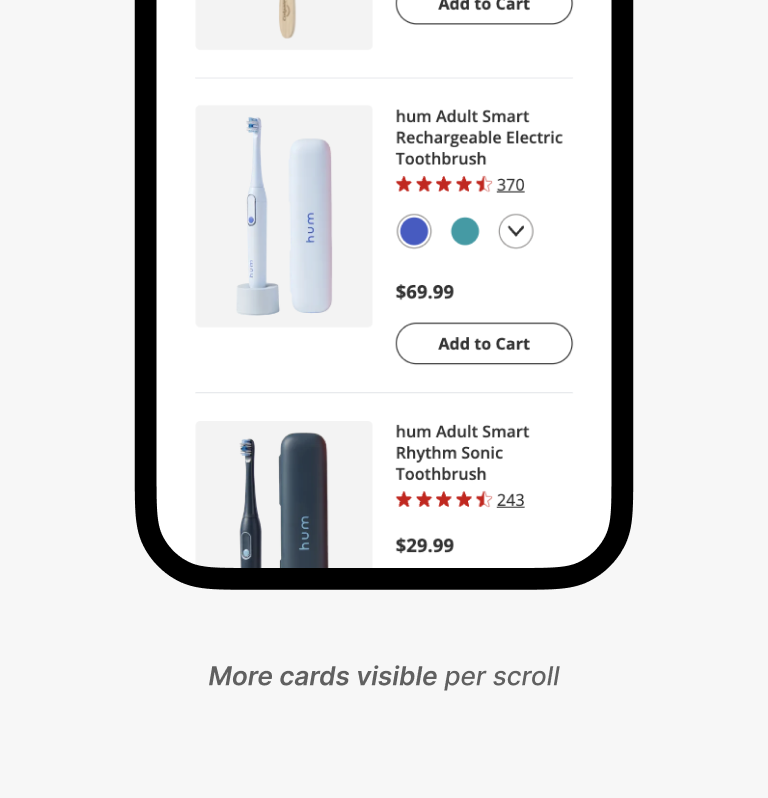 Add to Cart
hum Adult Smart
Rechargeable Electric
Toothbrush
370
hum
hum
$69.99
Add to Cart
hum Adult Smart
Rhythm Sonic
Toothbrush
243
hum
$29.99
More cards visible per scroll